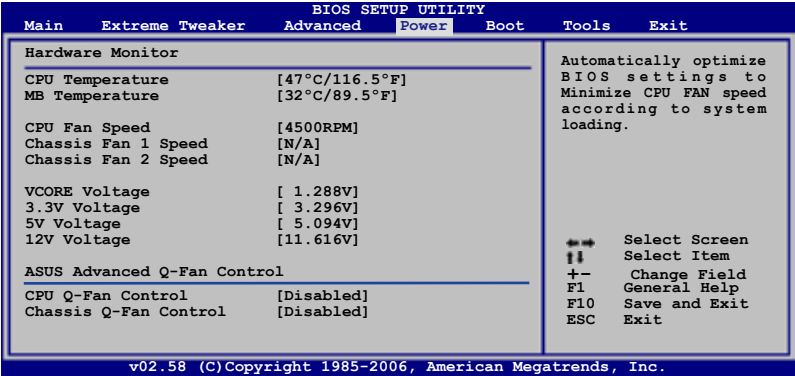 BIOS SETUP UTILITY
Main Extreme Tweaker Advanced Power Boot Tools Exit
Hardware Monitor
CPU Temperature [47°C/116.5°F]
MB Temperature [32°C/89.5°F]
CPU Fan Speed [4500RPM]
Chassis Fan 1 Speed [N/A]
Chassis Fan 2 Speed [N/A]
VCORE Voltage [ 1.288V]
3.3V Voltage [ 3.296V]
5V Voltage [ 5.094V]
12V Voltage [11.616V]
ASUS Advanced Q-Fan Control
CPU Q-Fan Control [Disabled]
Chassis Q-Fan Control [Disabled]
Automatically optimize
BIOS settings to
Minimize CPU FAN speed
according to system
loading.
←→ Select Screen
↑↓ Select Item
+- Change Field
F1 General Help
F10 Save and Exit
ESC Exit
v02.58 (C)Copyright 1985-2006, American Megatrends, Inc.